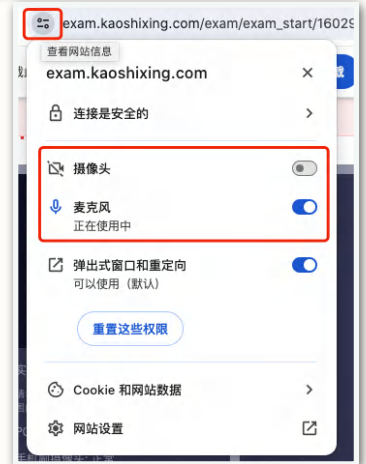 exam.kaoshixing.com/exam/exam_start/16029
查看网站信息
exam.kaoshixing.com
连接是安全的
摄像头
麦克风
正在使用中
弹出式窗口和重定向
可以使用（默认）
重置这些权限
Cookie 和网站数据
网站设置